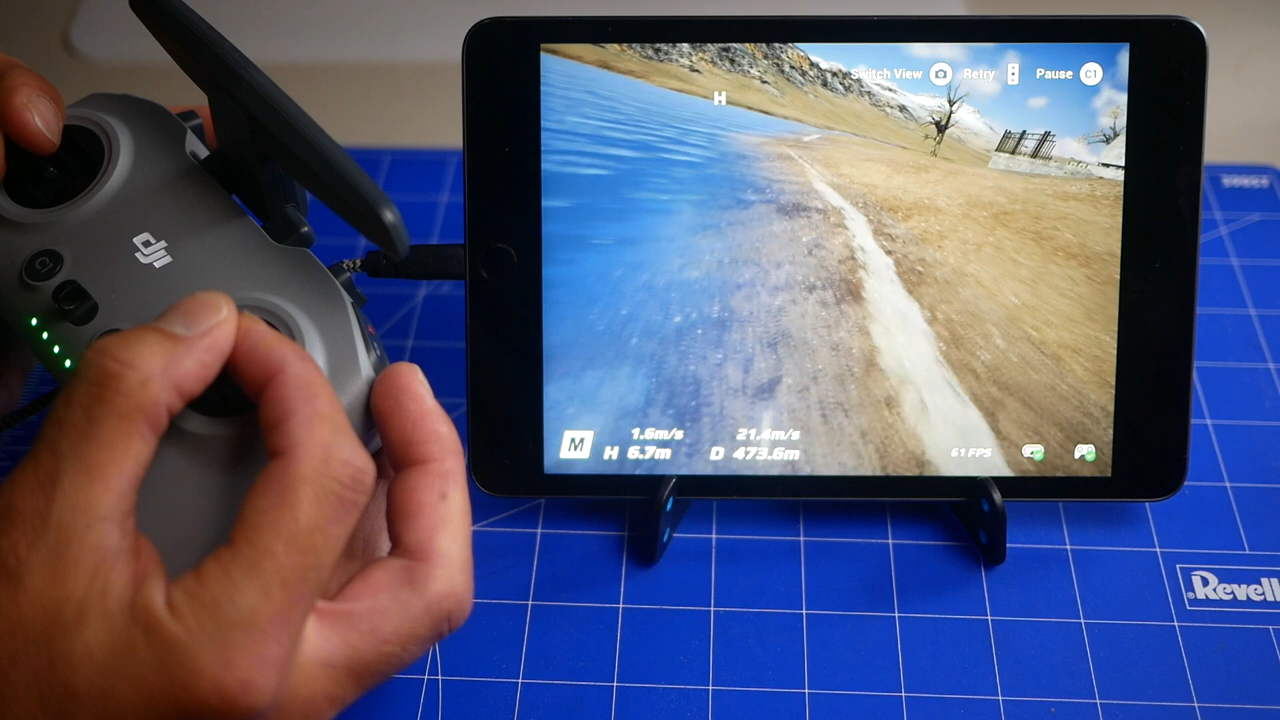 Switch View Retry Pause C1
H
dji
C1
M
1.6m/s 21.4m/s
H 6.7m D 473.6m
61 FPS
Revell